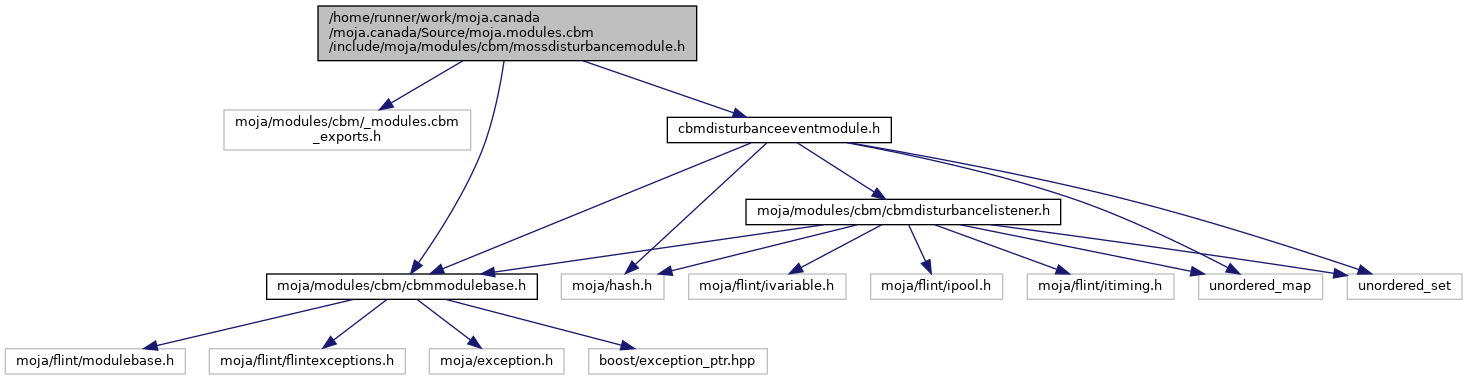 /home/runner/work/moja.canada
/moja.canada/Source/moja.modules.cbm
/include/moja/modules/cbm/mossdisturbancemodule.h
moja/modules/cbm/_modules.cbm
_exports.h
cbmdisturbanceeventmodule.h
moja/modules/cbm/cbmdisturbancelistener.h
moja/modules/cbm/cbmmodulebase.h
moja/hash.h
moja/flint/ivariable.h
moja/flint/ipool.h
moja/flint/itiming.h
unordered_map
unordered_set
moja/flint/modulebase.h
moja/flint/flintexceptions.h
moja/exception.h
boost/exception_ptr.hpp